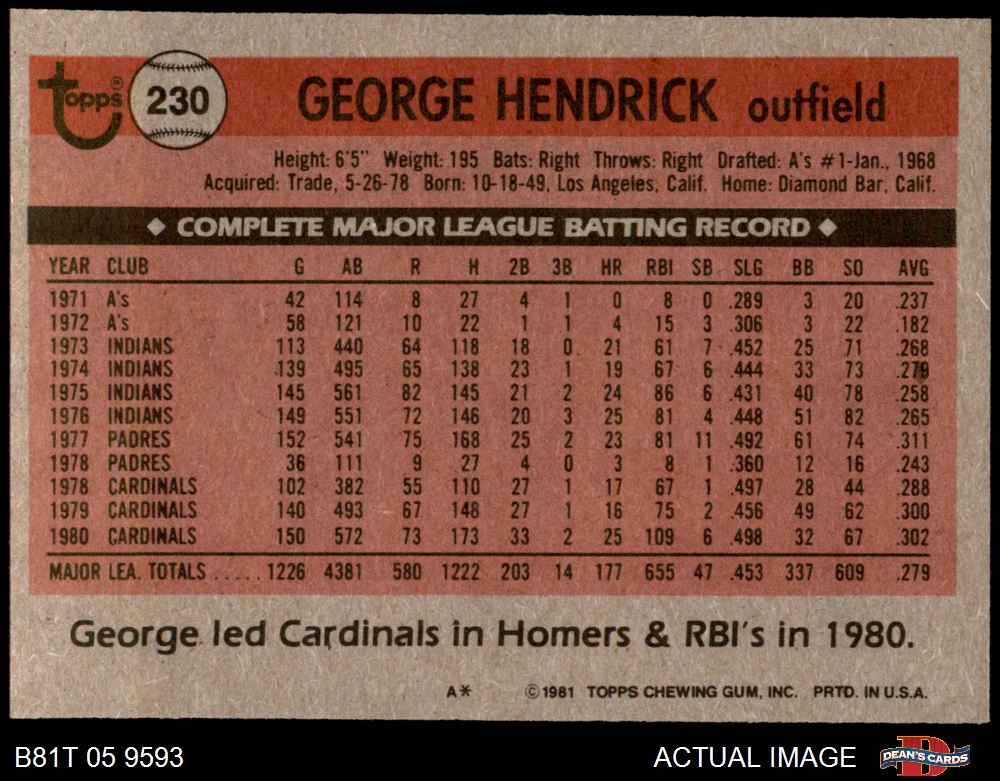 topps® 230 GEORGE HENDRICK outfield
Height: 6'5" Weight: 195 Bats: Right Throws: Right Drafted: A's #1-Jan., 1968
Acquired: Trade, 5-26-78 Born: 10-18-49, Los Angeles, Calif. Home: Diamond Bar, Calif.
◆ COMPLETE MAJOR LEAGUE BATTING RECORD ◆
YEAR CLUB G AB R H 2B 3B HR RBI SB SLG BB SO AVG
1971 A's 42 114 8 27 4 1 0 8 0 .289 3 20 .237
1972 A's 58 121 10 22 1 1 4 15 3 .306 3 22 .182
1973 INDIANS 113 440 64 118 18 0 21 61 7 .452 25 71 .268
1974 INDIANS 139 495 65 138 23 1 19 67 6 .444 33 73 .279
1975 INDIANS 145 561 82 145 21 2 24 86 6 .431 40 78 .258
1976 INDIANS 149 551 72 146 20 3 25 81 4 .448 51 82 .265
1977 PADRES 152 541 75 168 25 2 23 81 11 .492 61 74 .311
1978 PADRES 36 111 9 27 4 0 3 8 1 .360 12 16 .243
1978 CARDINALS 102 382 55 110 27 1 17 67 1 .497 28 44 .288
1979 CARDINALS 140 493 67 148 27 1 16 75 2 .456 49 62 .300
1980 CARDINALS 150 572 73 173 33 2 25 109 6 .498 32 67 .302
MAJOR LEA. TOTALS ..... 1226 4381 580 1222 203 14 177 655 47 .453 337 609 .279
George led Cardinals in Homers & RBI's in 1980.
A* ©1981 TOPPS CHEWING GUM, INC. PRTD. IN U.S.A.
B81T 05 9593 ACTUAL IMAGE DEAN'S CARDS